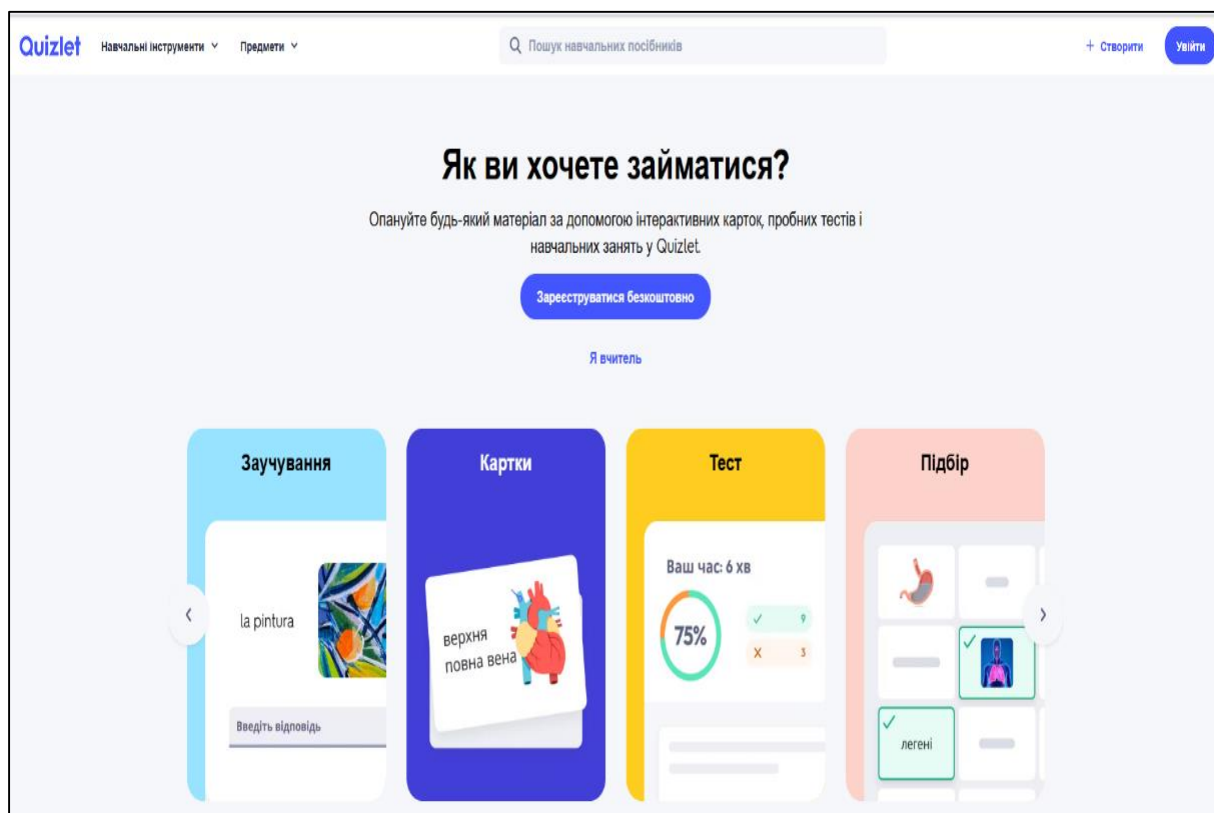 Quizlet
Навчальні інструменти
Предмети
Пошук навчальних посібників
+ Створити
Увійти
Як ви хочете займатися?
Опануйте будь-який матеріал за допомогою інтерактивних карток, пробних тестів і
навчальних занять у Quizlet.
Зареєструватися безкоштовно
Я вчитель
Заучування
la pintura
Введіть відповідь
Картки
верхня
повна вена
Тест
Ваш час: 6 хв
75%
9
3
Підбір
легені